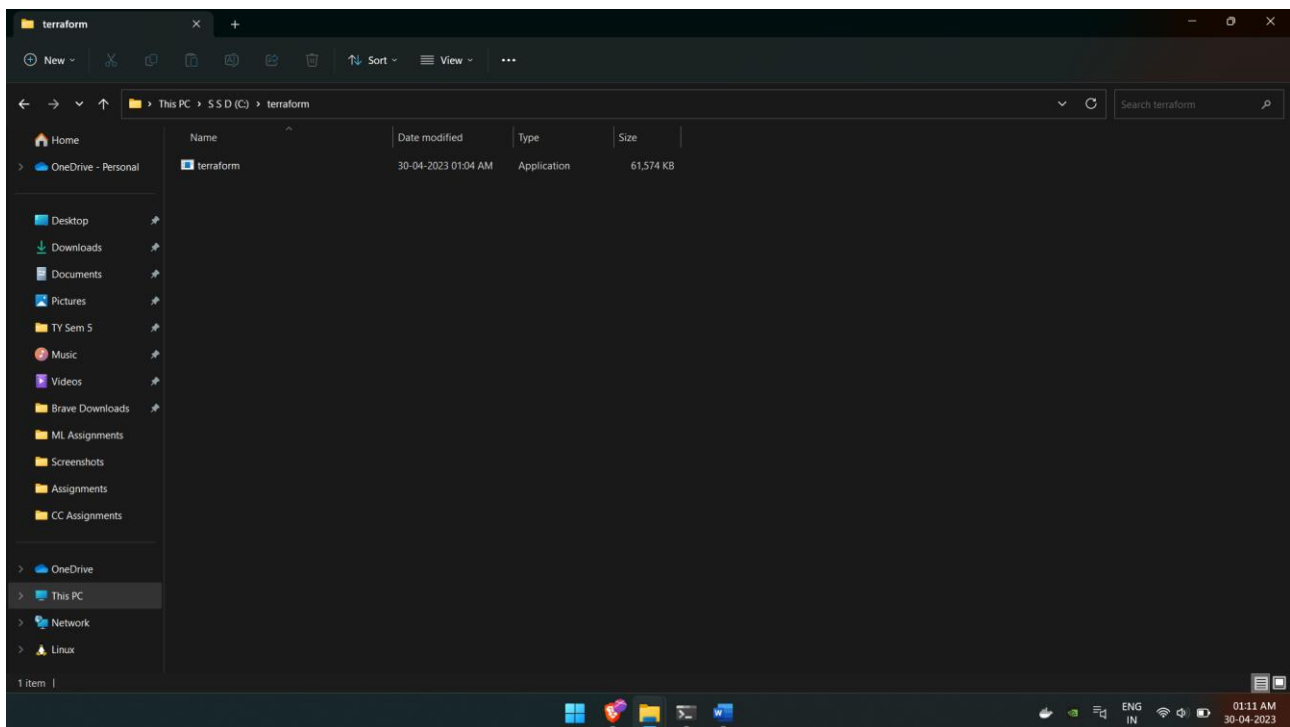 terraform
New
Sort
View
This PC > S S D (C:) > terraform
Search terraform
Name Date modified Type Size
terraform 30-04-2023 01:04 AM Application 61,574 KB
Home
OneDrive - Personal
Desktop
Downloads
Documents
Pictures
TY Sem 5
Music
Videos
Brave Downloads
ML Assignments
Screenshots
Assignments
CC Assignments
OneDrive
This PC
Network
Linux
1 item
ENG
IN
01:11 AM
30-04-2023